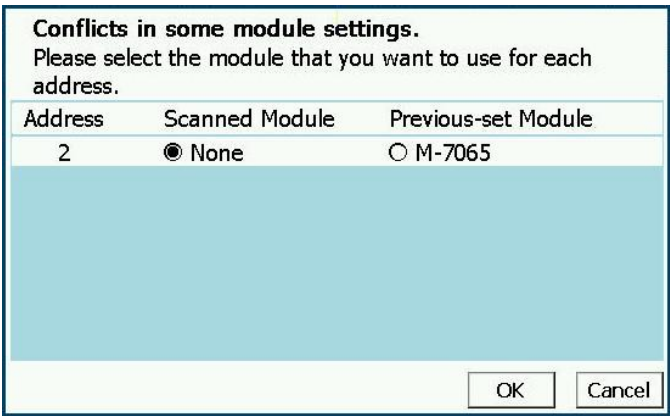 Conflicts in some module settings.
Please select the module that you want to use for each
address.
Address Scanned Module Previous-set Module
2 None M-7065
OK Cancel